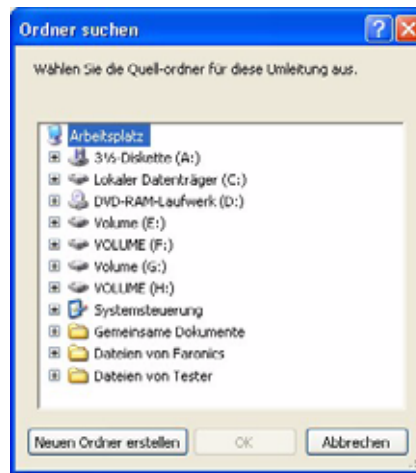 Ordner suchen
Wählen Sie die Quell-ordner für diese Umleitung aus.
Arbeitsplatz
3½-Diskette (A:)
Lokaler Datenträger (C:)
DVD-RAM-Laufwerk (D:)
Volume (E:)
VOLUME (F:)
Volume (G:)
VOLUME (H:)
Systemsteuerung
Gemeinsame Dokumente
Dateien von Faronics
Dateien von Tester
Neuen Ordner erstellen OK Abbrechen